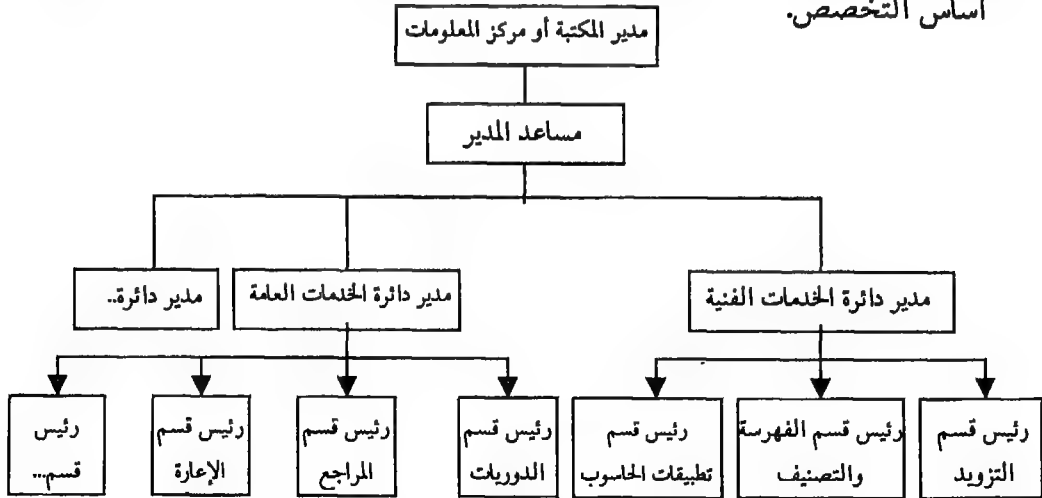 أساس التخصص.
مدير المكتبة أو مركز المعلومات
مساعد المدير
مدير دائرة الخدمات الفنية
مدير دائرة الخدمات العامة
مدير دائرة..
رئيس قسم
التزويد
رئيس قسم الفهرسة
والتصنيف
رئيس قسم
تطبيقات الحاسوب
رئيس قسم
الدوريات
رئيس قسم
المراجع
رئيس قسم
الإعارة
رئيس
قسم...